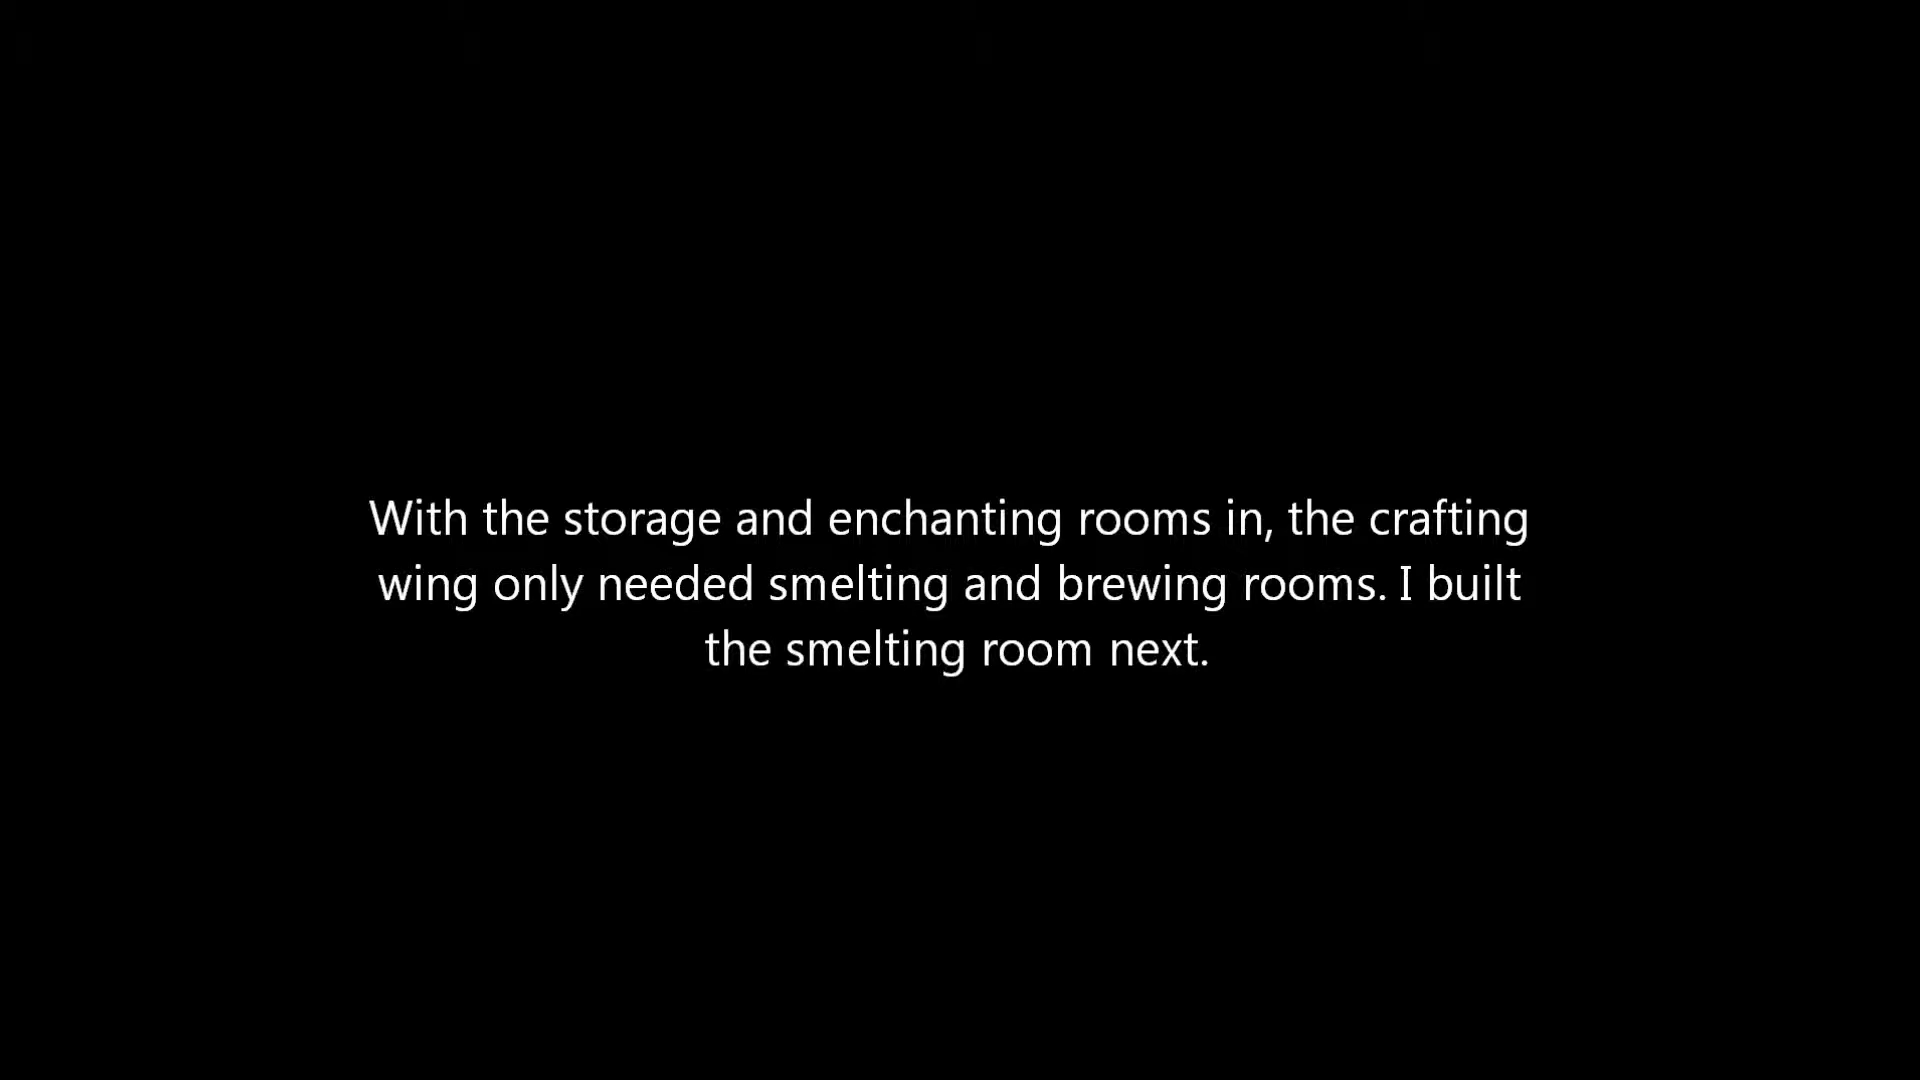 With the storage and enchanting rooms in, the crafting
wing only needed smelting and brewing rooms. I built
the smelting room next.